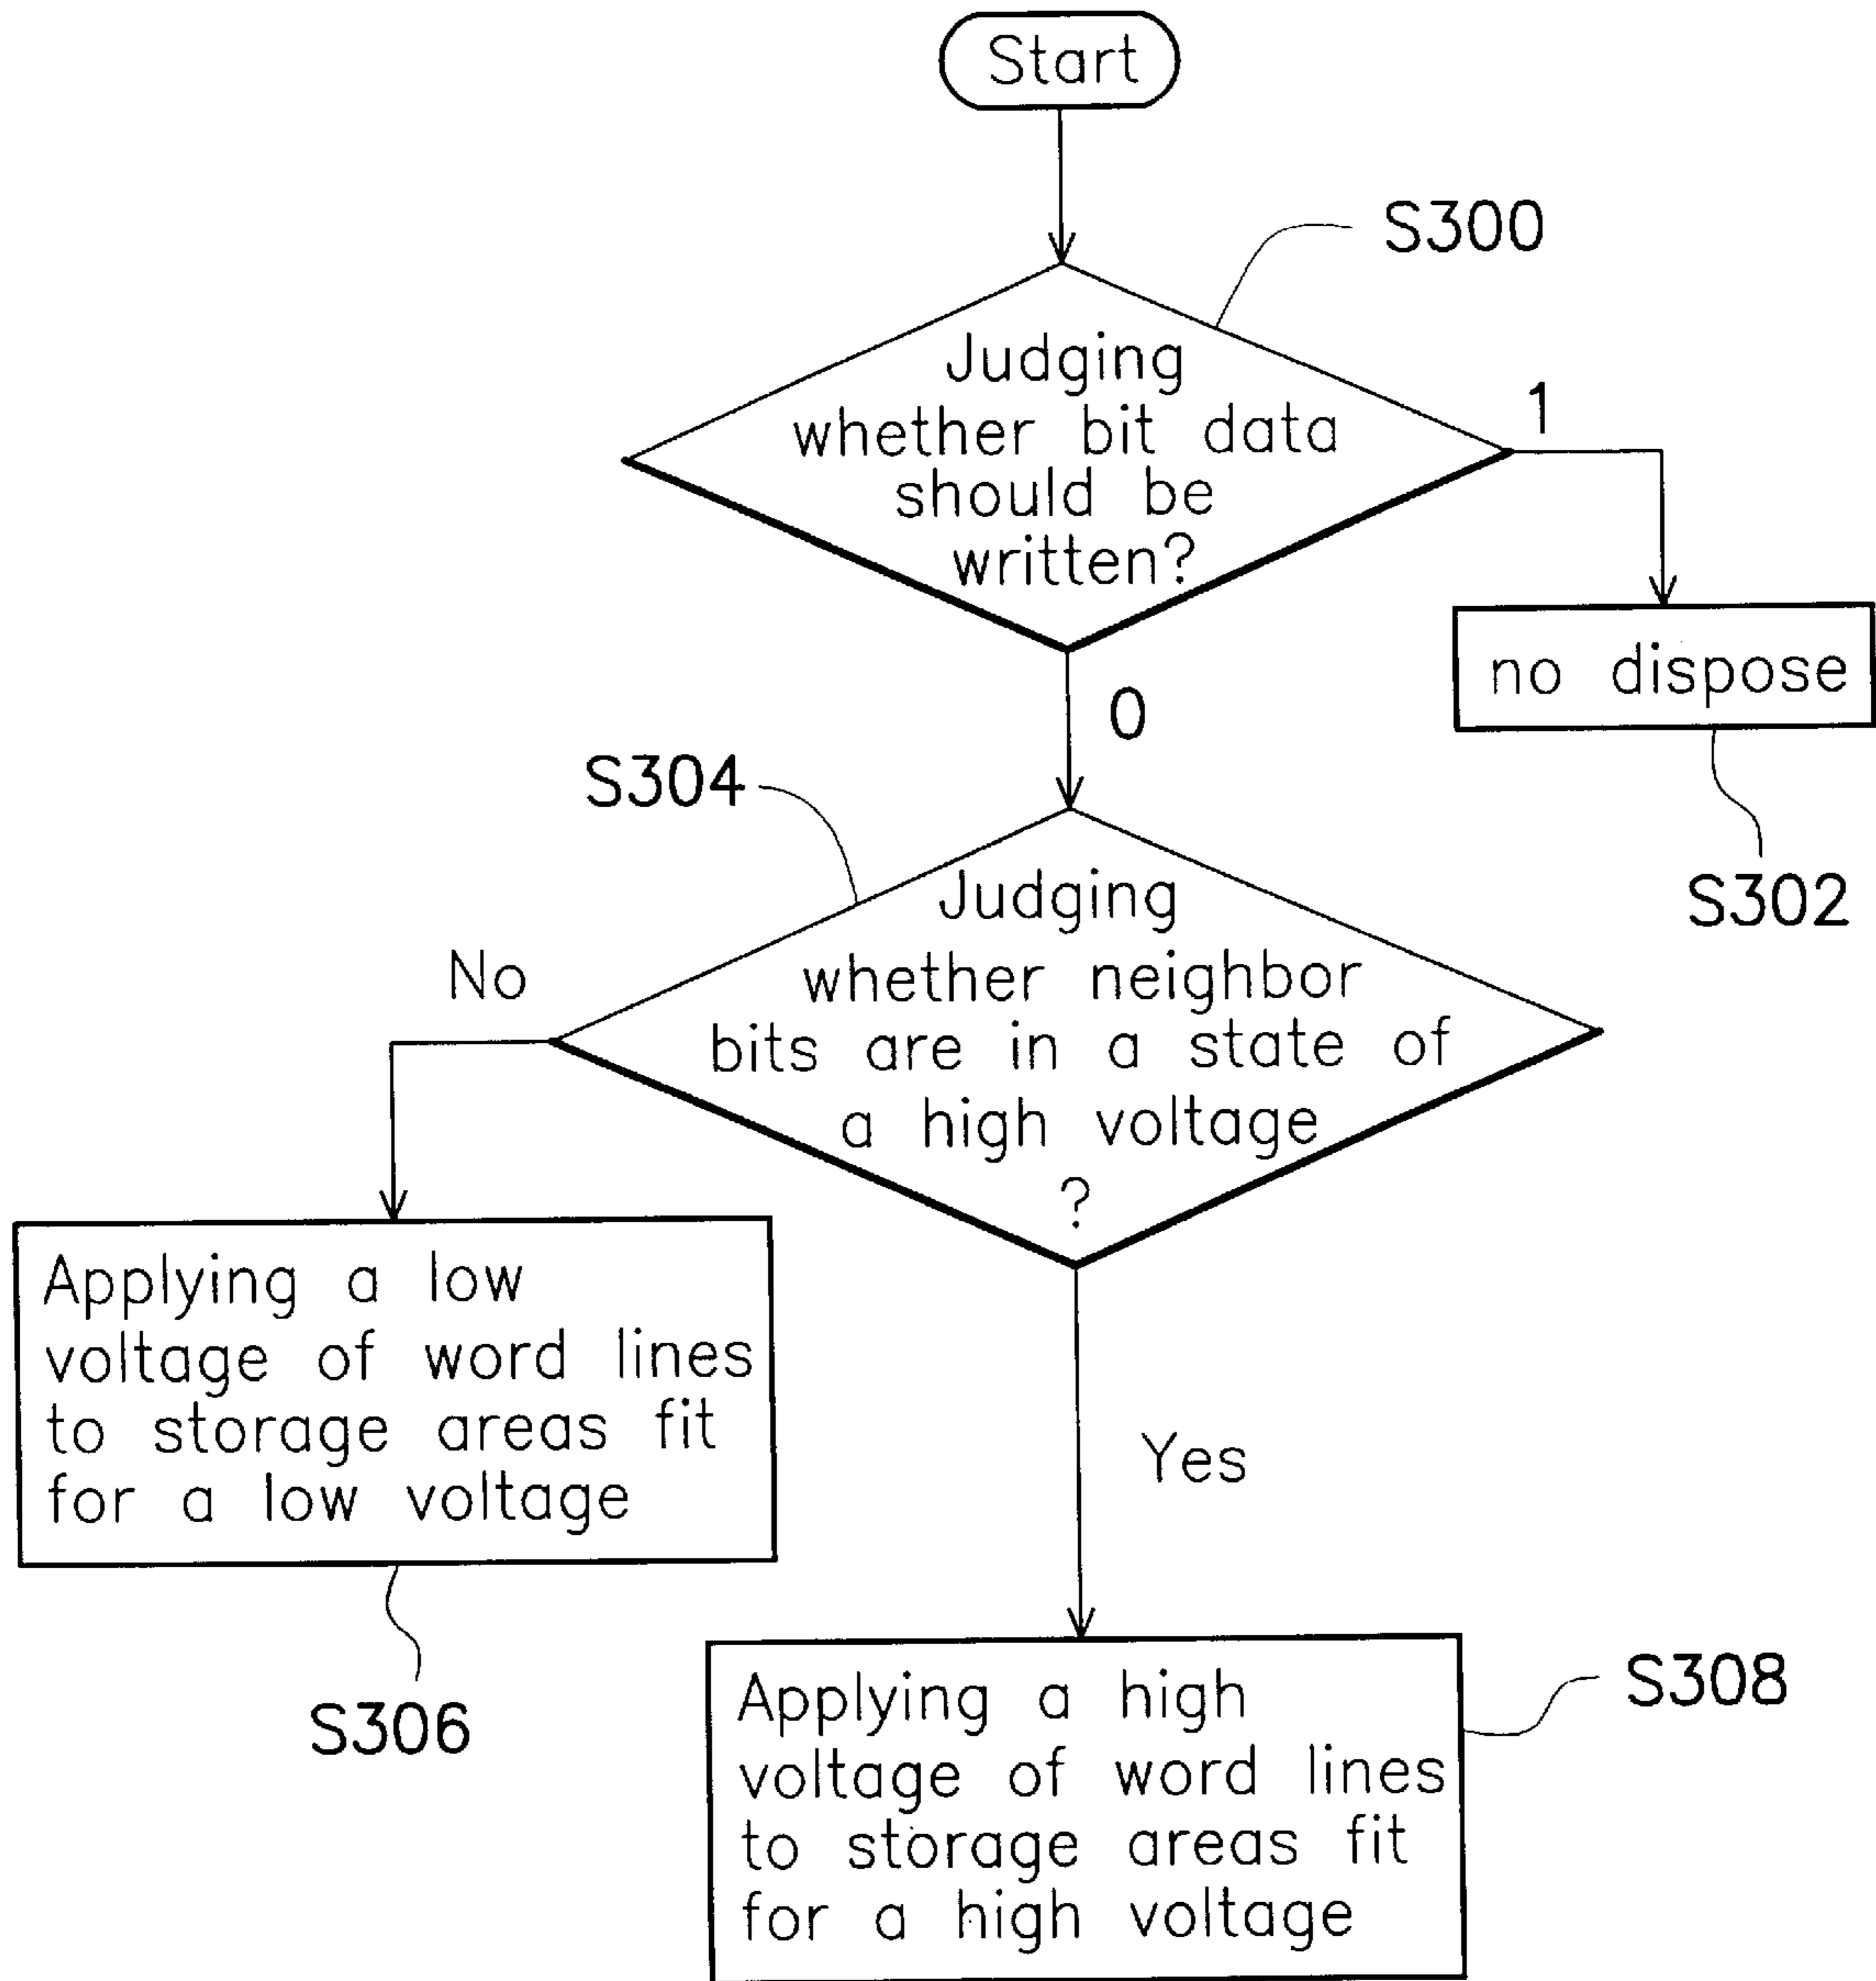 Start
S300
Judging
whether bit data
should be
written?
1
no dispose
S302
0
S304
Judging
whether neighbor
bits are in a state of
a high voltage
?
No
Applying a low
voltage of word lines
to storage areas fit
for a low voltage
S306
Yes
Applying a high
voltage of word lines
to storage areas fit
for a high voltage
S308